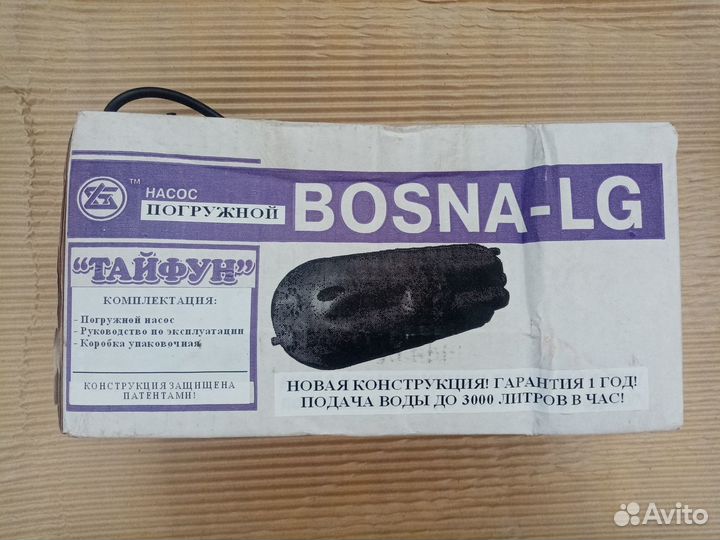 TM
НАСОС
ПОГРУЖНОЙ
BOSNA-LG
"ТАЙФУН"
КОМПЛЕКТАЦИЯ:
- Погружной насос
- Руководство по эксплуатации
- Коробка упаковочная
КОНСТРУКЦИЯ ЗАЩИЩЕНА
ПАТЕНТАМИ!
НОВАЯ КОНСТРУКЦИЯ! ГАРАНТИЯ 1 ГОД!
ПОДАЧА ВОДЫ ДО 3000 ЛИТРОВ В ЧАС!
Avito